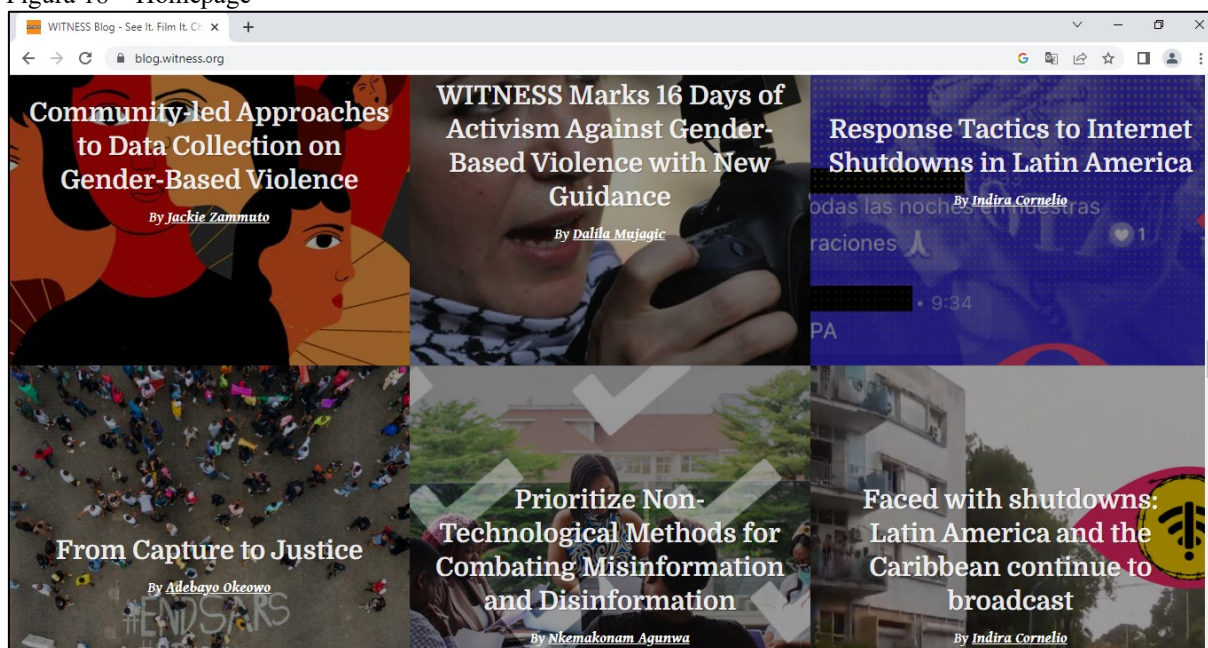 Figura 18 – Homepage
WITNESS Blog - See It. Film It. Ch
blog.witness.org
Community-led Approaches
to Data Collection on
Gender-Based Violence
By Jackie Zammuto
WITNESS Marks 16 Days of
Activism Against Gender-
Based Violence with New
Guidance
By Dalila Mujagic
Response Tactics to Internet
Shutdowns in Latin America
By Indira Cornelio
odas las noches en nuestras
raciones
1
• 9:34
PA
From Capture to Justice
By Adebayo Okeowo
#ENDSARS
Prioritize Non-
Technological Methods for
Combating Misinformation
and Disinformation
By Nkemakonam Agunwa
Faced with shutdowns:
Latin America and the
Caribbean continue to
broadcast
By Indira Cornelio